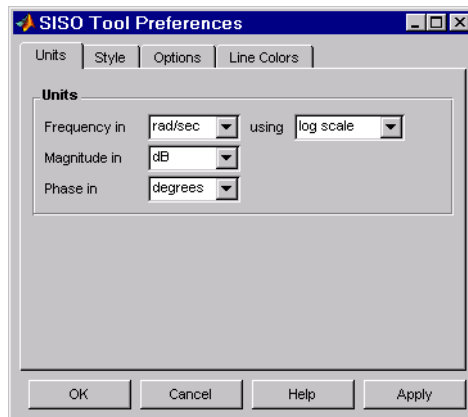 SISO Tool Preferences
Units Style Options Line Colors
Units
Frequency in rad/sec using log scale
Magnitude in dB
Phase in degrees
OK Cancel Help Apply